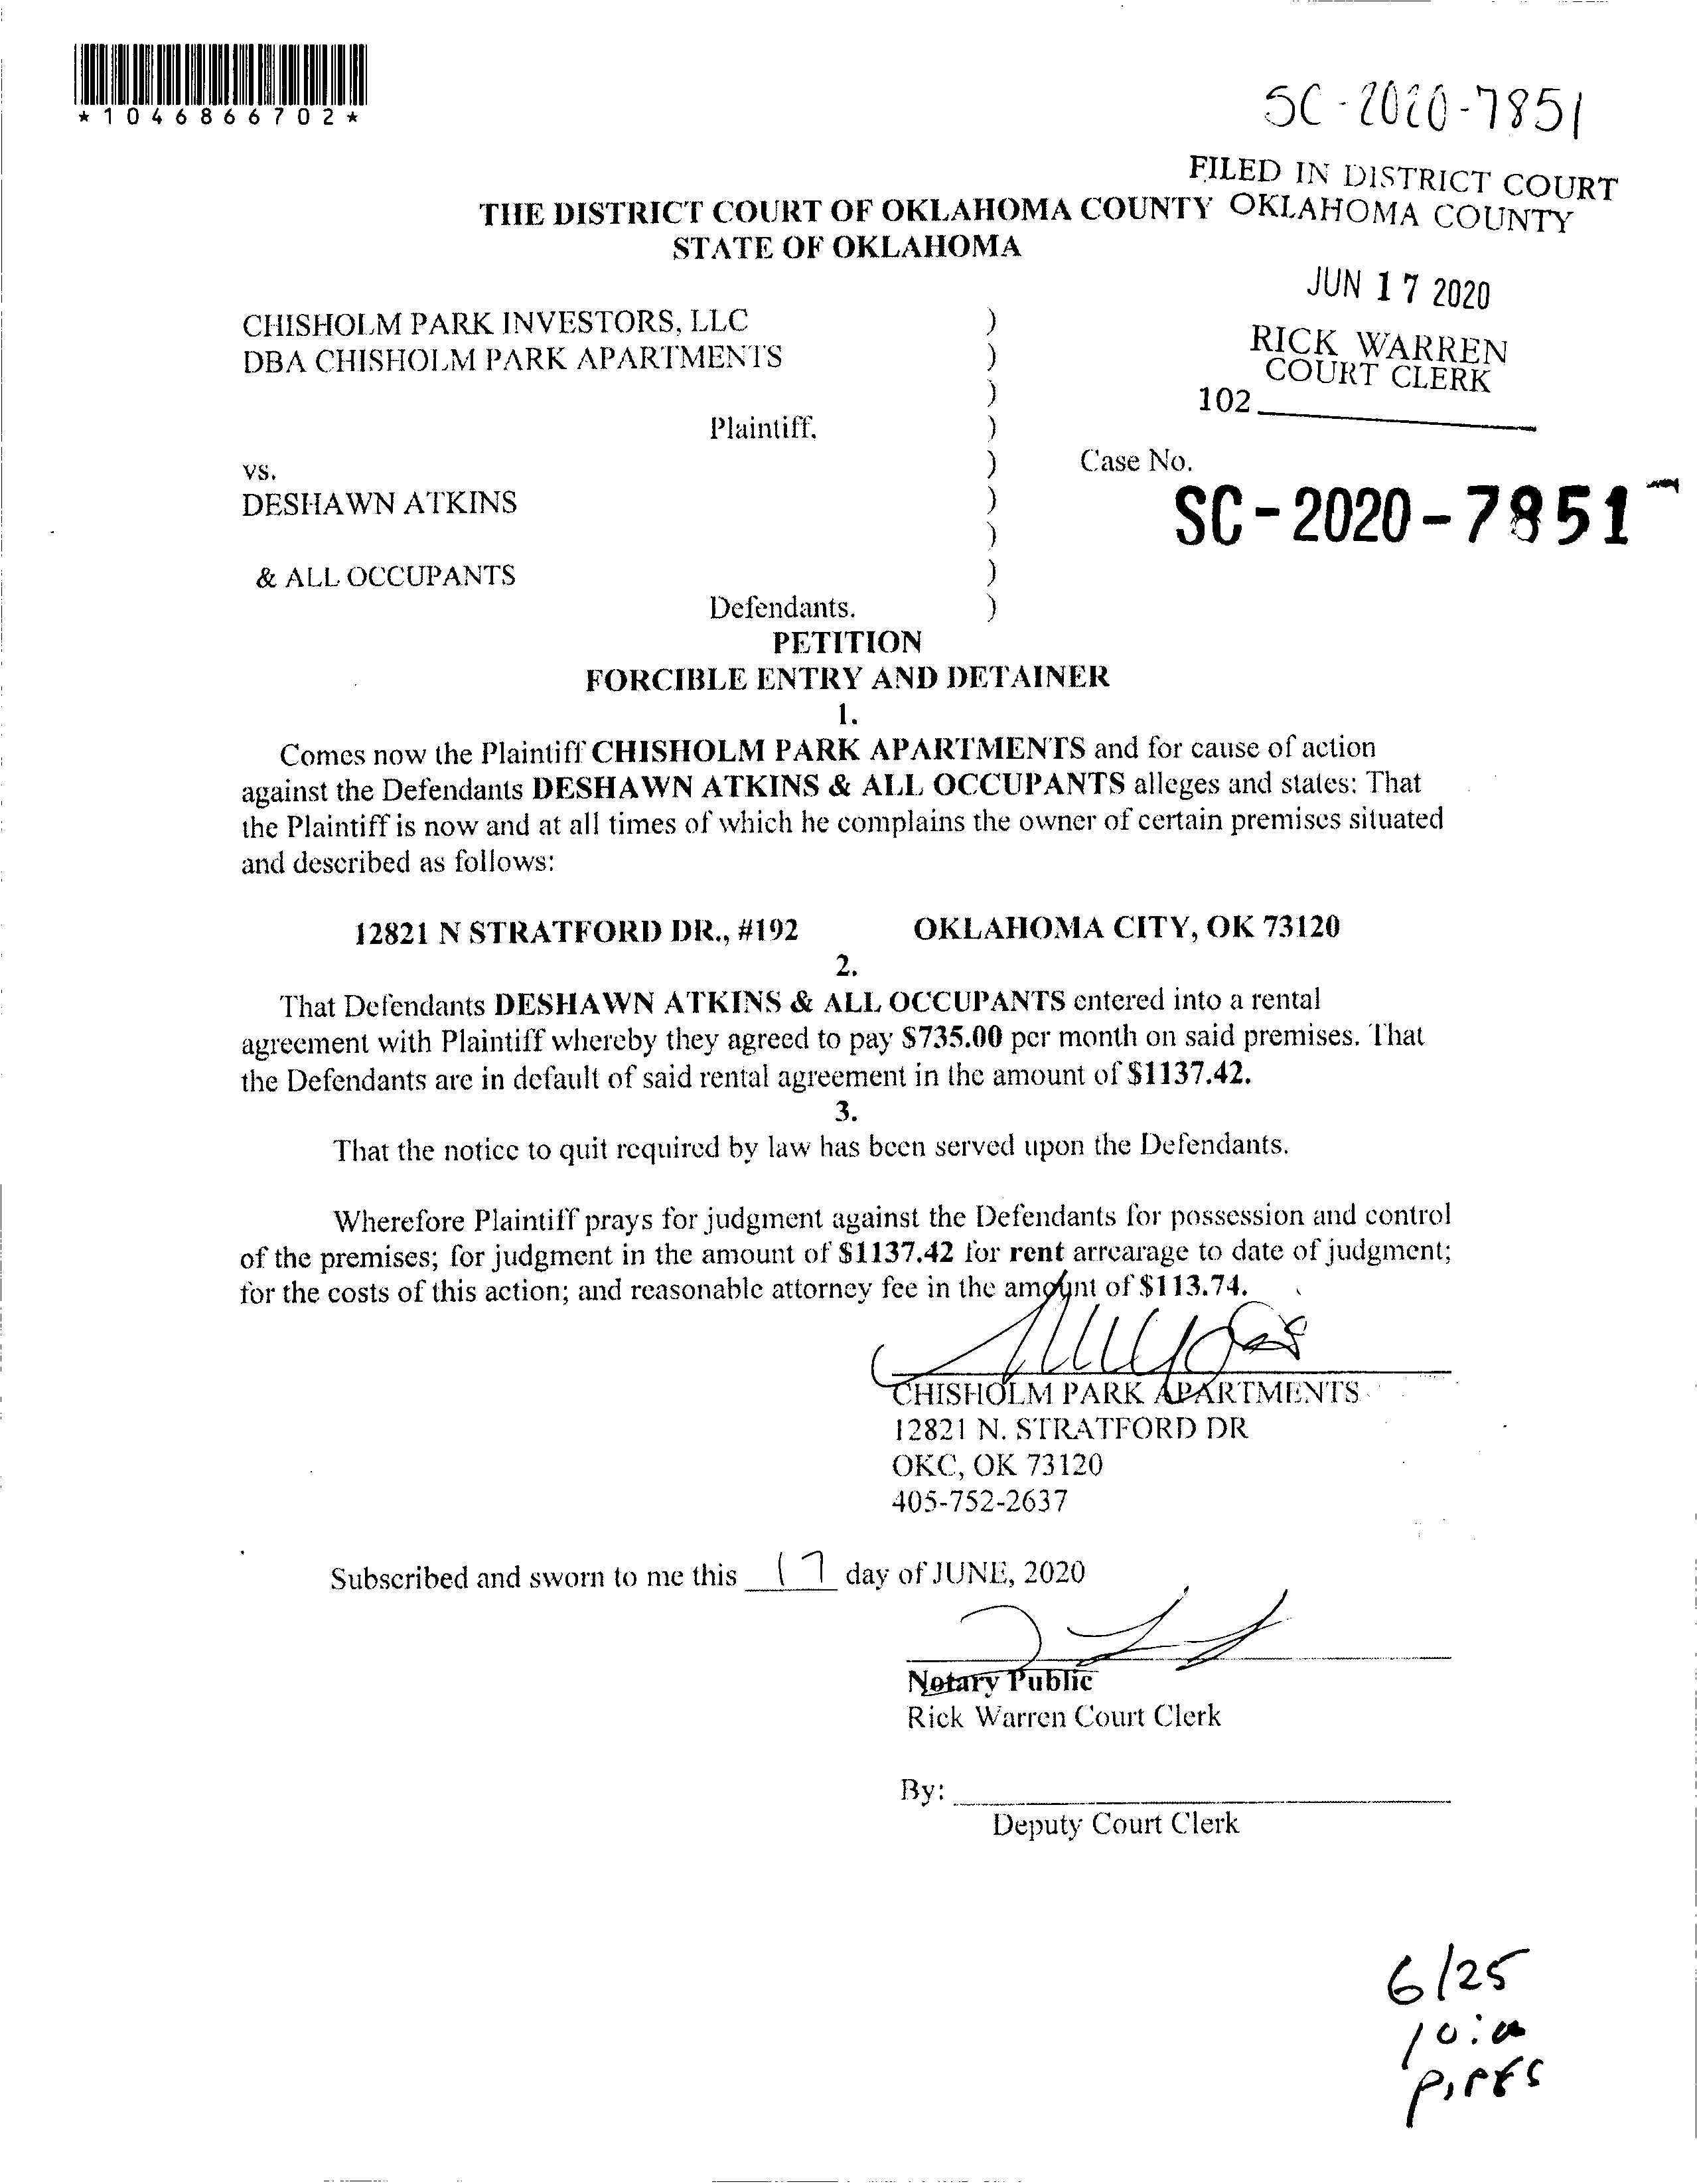 *1046866702*
SC-2020-7851
FILED IN DISTRICT COURT
OKLAHOMA COUNTY
THE DISTRICT COURT OF OKLAHOMA COUNTY
STATE OF OKLAHOMA
JUN 17 2020
RICK WARREN
COURT CLERK
102
CHISHOLM PARK INVESTORS, LLC )
DBA CHISHOLM PARK APARTMENTS )
)
Plaintiff, )
vs. ) Case No.
DESHAWN ATKINS ) SC-2020-7851
)
& ALL OCCUPANTS )
Defendants. )
PETITION
FORCIBLE ENTRY AND DETAINER
1.
Comes now the Plaintiff CHISHOLM PARK APARTMENTS and for cause of action
against the Defendants DESHAWN ATKINS & ALL OCCUPANTS alleges and states: That
the Plaintiff is now and at all times of which he complains the owner of certain premises situated
and described as follows:
12821 N STRATFORD DR., #192 OKLAHOMA CITY, OK 73120
2.
That Defendants DESHAWN ATKINS & ALL OCCUPANTS entered into a rental
agreement with Plaintiff whereby they agreed to pay $735.00 per month on said premises. That
the Defendants are in default of said rental agreement in the amount of $1137.42.
3.
That the notice to quit required by law has been served upon the Defendants.
Wherefore Plaintiff prays for judgment against the Defendants for possession and control
of the premises; for judgment in the amount of $1137.42 for rent arrearage to date of judgment;
for the costs of this action; and reasonable attorney fee in the amount of $113.74.
CHISHOLM PARK APARTMENTS
12821 N. STRATFORD DR
OKC, OK 73120
405-752-2637
Subscribed and sworn to me this 17 day of JUNE, 2020
Notary Public
Rick Warren Court Clerk
By:
Deputy Court Clerk
6/25